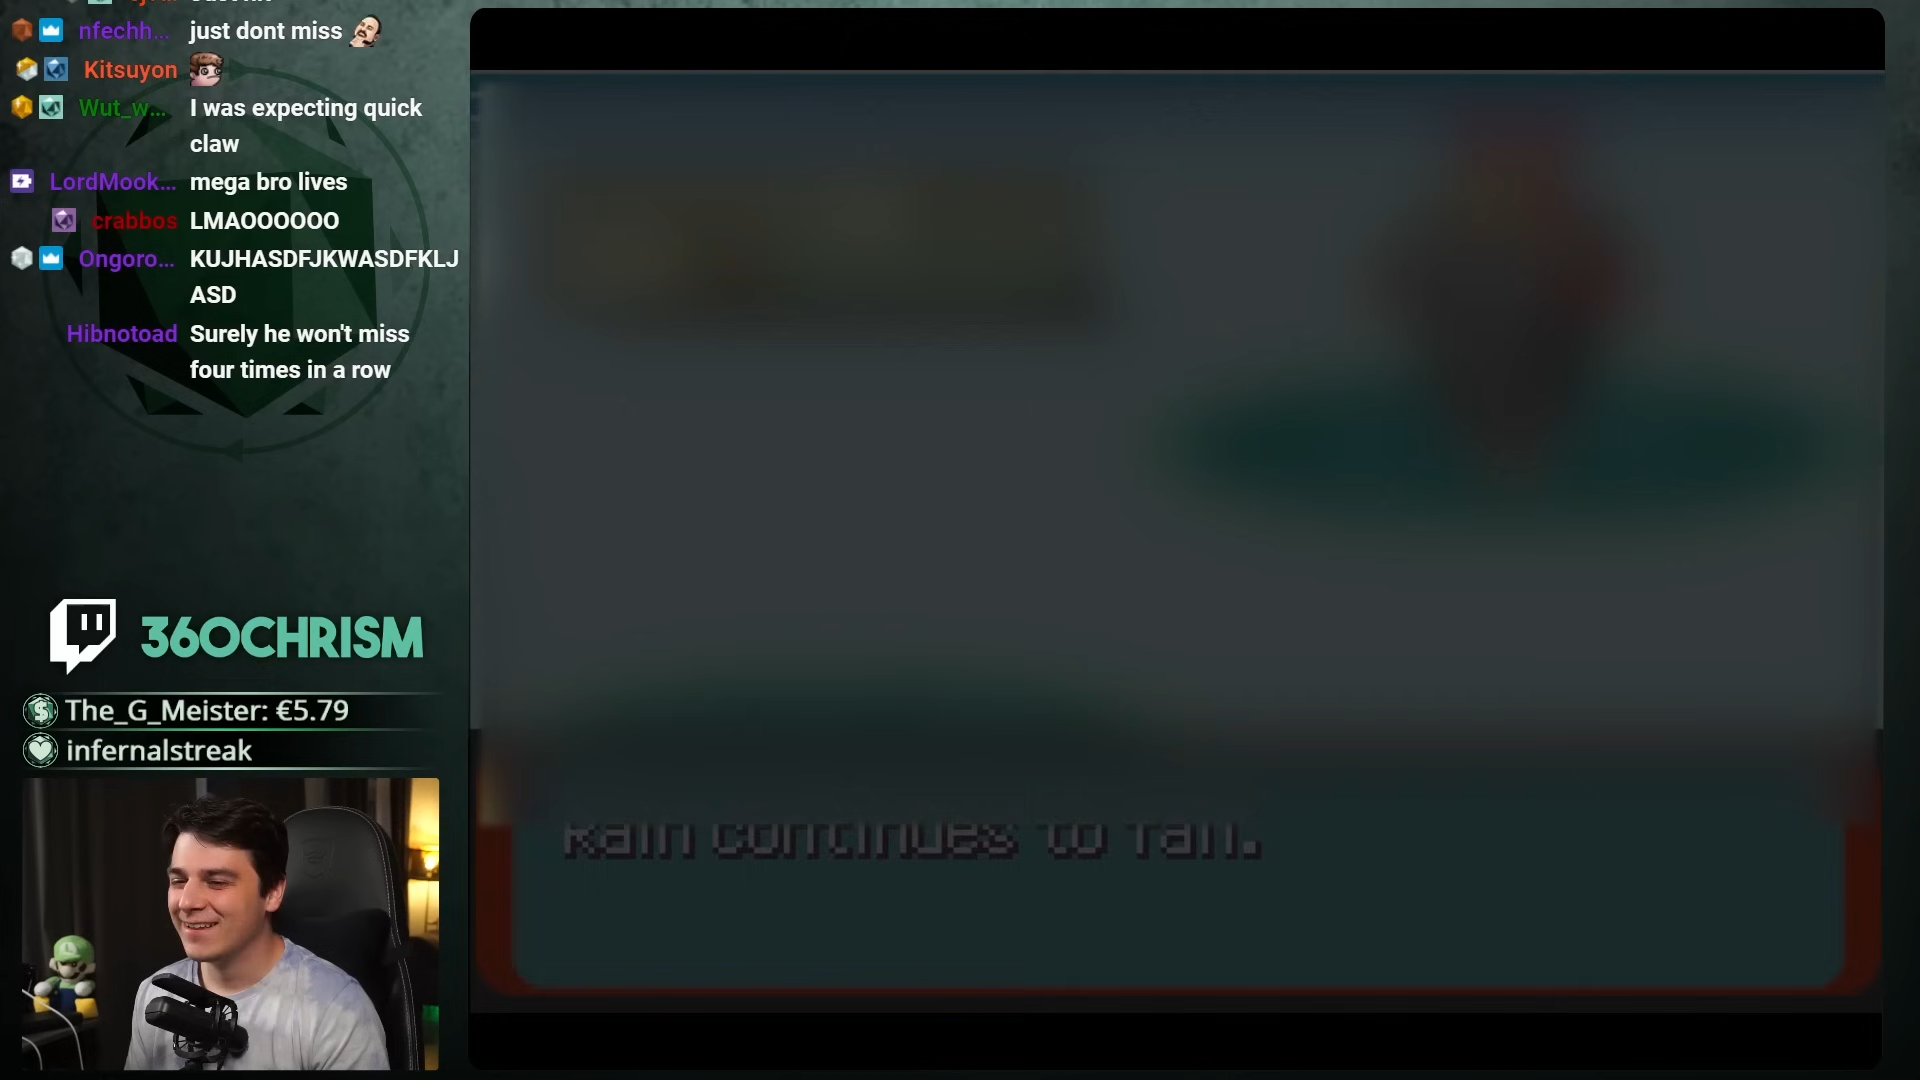 nfechh... just dont miss
Kitsuyon
Wut_w... I was expecting quick
claw
LordMook... mega bro lives
crabbos LMAOOOOOO
Ongoro... KUJHASDFJKWASDFKLJ
ASD
Hibnotoad Surely he won't miss
four times in a row
360CHRISM
The_G_Meister: €5.79
infernalstreak
Rain continues to fall.